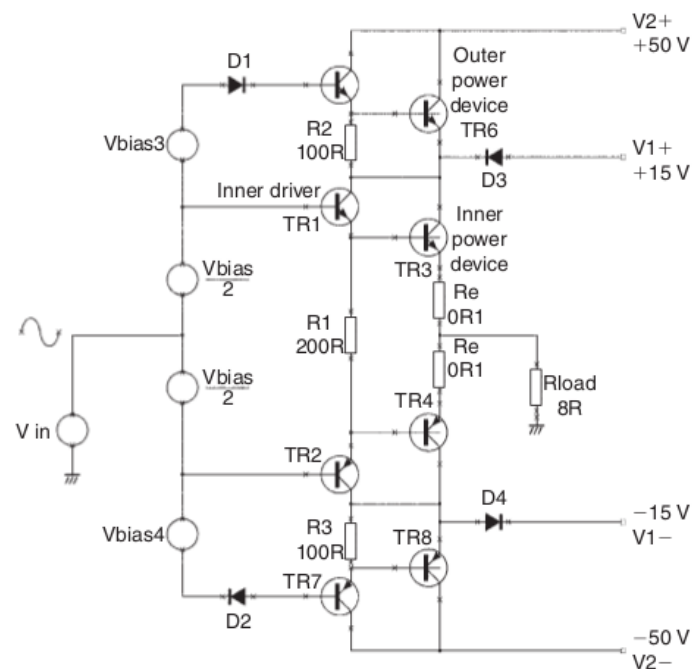 V2+
+50 V
D1
Outer
power
device
TR6
Vbias3
R2
100R
V1+
+15 V
D3
Inner driver
TR1
Inner
power
device
TR3
Vbias
2
Re
0R1
R1
200R
Re
0R1
Vbias
2
Rload
8R
V in
TR4
TR2
D4
−15 V
V1−
Vbias4
R3
100R
TR8
TR7
D2
−50 V
V2−